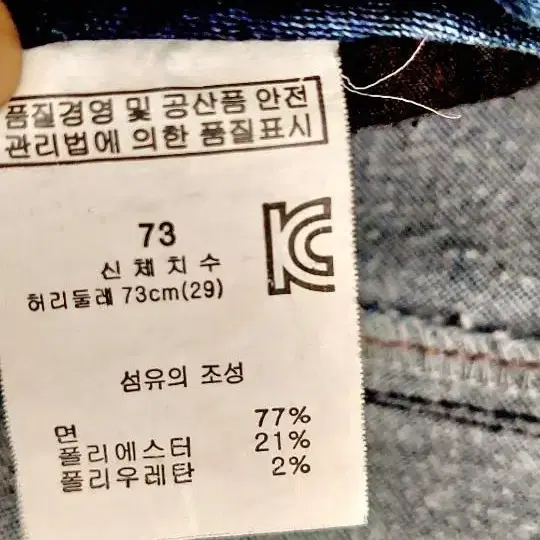 품질경영 및 공산품 안전
관리법에 의한 품질표시
73
신체치수
허리둘레 73cm(29)
KC
섬유의 조성
면 77%
폴리에스터 21%
폴리우레탄 2%